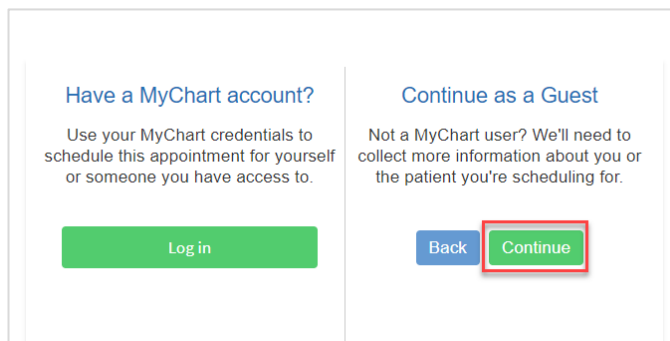 Have a MyChart account?
Use your MyChart credentials to
schedule this appointment for yourself
or someone you have access to.
Log in
Continue as a Guest
Not a MyChart user? We'll need to
collect more information about you or
the patient you're scheduling for.
Back
Continue